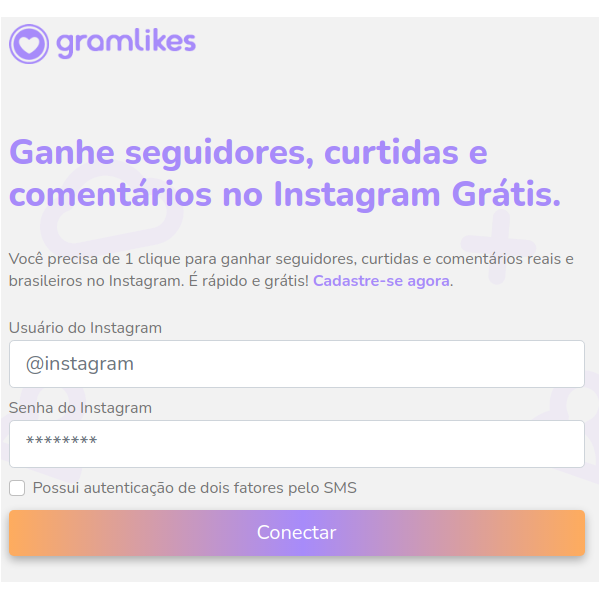 gramlikes
Ganhe seguidores, curtidas e
comentários no Instagram Grátis.
Você precisa de 1 clique para ganhar seguidores, curtidas e comentários reais e
brasileiros no Instagram. É rápido e grátis! Cadastre-se agora.
Usuário do Instagram
@instagram
Senha do Instagram
********
Possui autenticação de dois fatores pelo SMS
Conectar